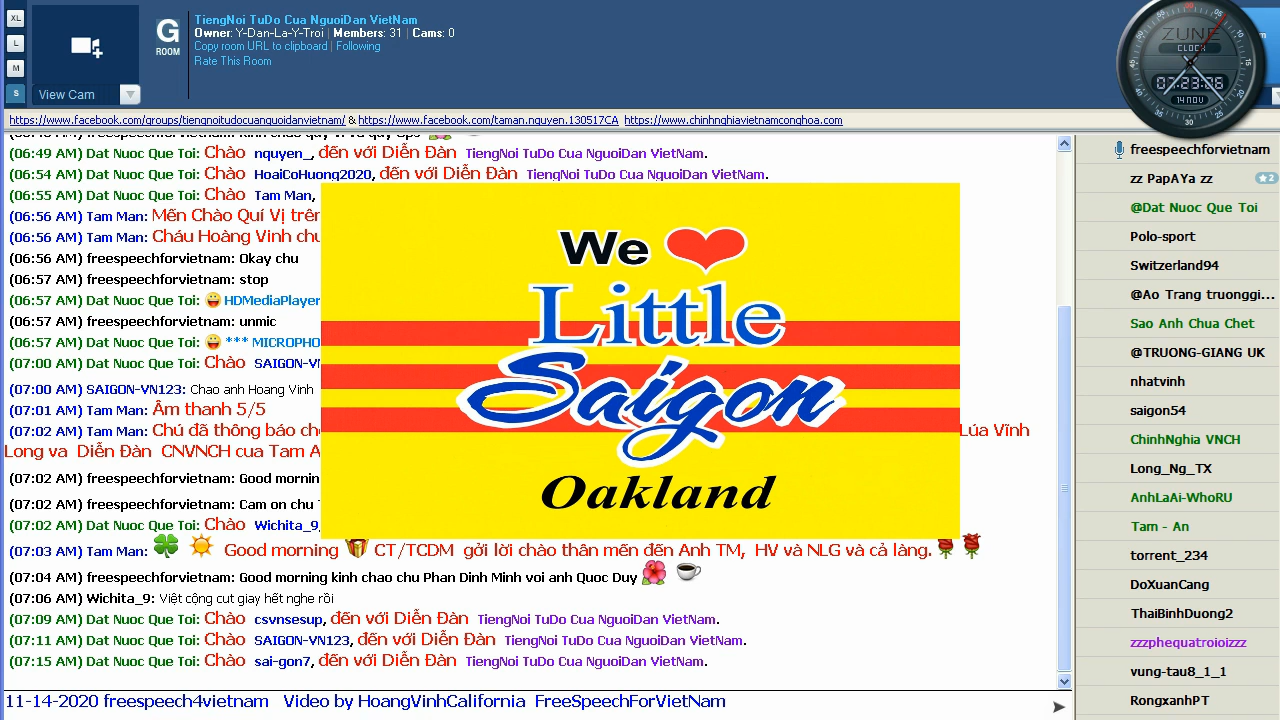 XL
L
M
S
View Cam
G
ROOM
TiengNoi TuDo Cua NguoiDan VietNam
Owner: Y-Dan-La-Y-Troi | Members: 31 | Cams: 0
Copy room URL to clipboard | Following
Rate This Room
ZUNE
CLOCK
07:23:08
14 NOV
https://www.facebook.com/groups/tiengnoitudocuanguoidanvietnam/ & https://www.facebook.com/taman.nguyen.130517CA https://www.chinhnghiavietnamconghoa.com
(06:49 AM) Dat Nuoc Que Toi: Chào nquyen_, đến với Diễn Đàn TiengNoi TuDo Cua NguoiDan VietNam.
(06:54 AM) Dat Nuoc Que Toi: Chào HoaiCoHuong2020, đến với Diễn Đàn TiengNoi TuDo Cua NguoiDan VietNam.
(06:55 AM) Dat Nuoc Que Toi: Chào Tam Man,
(06:56 AM) Tam Man: Mến Chào Quí Vị trên
(06:56 AM) Tam Man: Cháu Hoàng Vinh chu
(06:56 AM) freespeechforvietnam: Okay chu
(06:57 AM) freespeechforvietnam: stop
(06:57 AM) Dat Nuoc Que Toi: HDMediaPlayer
(06:57 AM) freespeechforvietnam: unmic
(06:57 AM) Dat Nuoc Que Toi: *** MICROPHO
(07:00 AM) Dat Nuoc Que Toi: Chào SAIGON-VN
(07:00 AM) SAIGON-VN123: Chao anh Hoang Vinh
(07:01 AM) Tam Man: Âm thanh 5/5
(07:02 AM) Tam Man: Chú đã thông báo cho Lúa Vĩnh
Long va Diễn Đàn CNVNCH cua Tam A
(07:02 AM) freespeechforvietnam: Good mornin
(07:02 AM) freespeechforvietnam: Cam on chu
(07:02 AM) Dat Nuoc Que Toi: Chào Wichita_9,
(07:03 AM) Tam Man: Good morning CT/TCDM gởi lời chào thân mến đến Anh TM, HV và NLG và cả làng.
(07:04 AM) freespeechforvietnam: Good morning kinh chao chu Phan Dinh Minh voi anh Quoc Duy
(07:06 AM) Wichita_9: Việt cộng cut giạy hết nghe rồi
(07:09 AM) Dat Nuoc Que Toi: Chào csvnsesup, đến với Diễn Đàn TiengNoi TuDo Cua NguoiDan VietNam.
(07:11 AM) Dat Nuoc Que Toi: Chào SAIGON-VN123, đến với Diễn Đàn TiengNoi TuDo Cua NguoiDan VietNam.
(07:15 AM) Dat Nuoc Que Toi: Chào sai-gon7, đến với Diễn Đàn TiengNoi TuDo Cua NguoiDan VietNam.
We
Little
Saigon
Oakland
freespeechforvietnam
zz PapAYa zz
2
@Dat Nuoc Que Toi
Polo-sport
Switzerland94
@Ao Trang truonggi...
Sao Anh Chua Chet
@TRUONG-GIANG UK
nhatvinh
saigon54
ChinhNghia VNCH
Long_Ng_TX
AnhLaAi-WhoRU
Tam - An
torrent_234
DoXuanCang
ThaiBinhDuong2
zzzphequatroioizzz
vung-tau8_1_1
RongxanhPT
11-14-2020 freespeech4vietnam Video by HoangVinhCalifornia FreeSpeechForVietNam